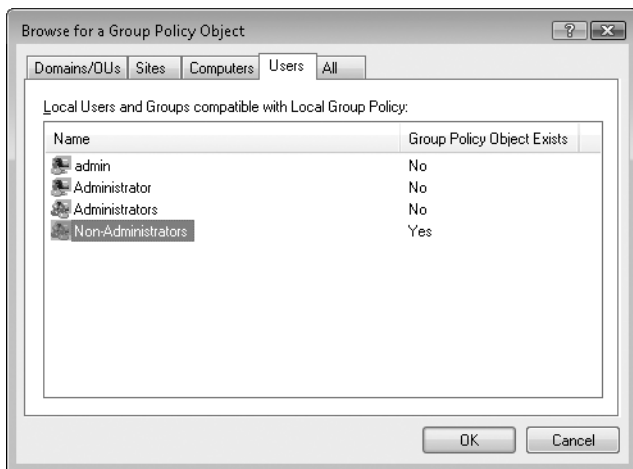 Browse for a Group Policy Object
Domains/OUs Sites Computers Users All
Local Users and Groups compatible with Local Group Policy:
Name Group Policy Object Exists
admin No
Administrator No
Administrators No
Non-Administrators Yes
OK Cancel